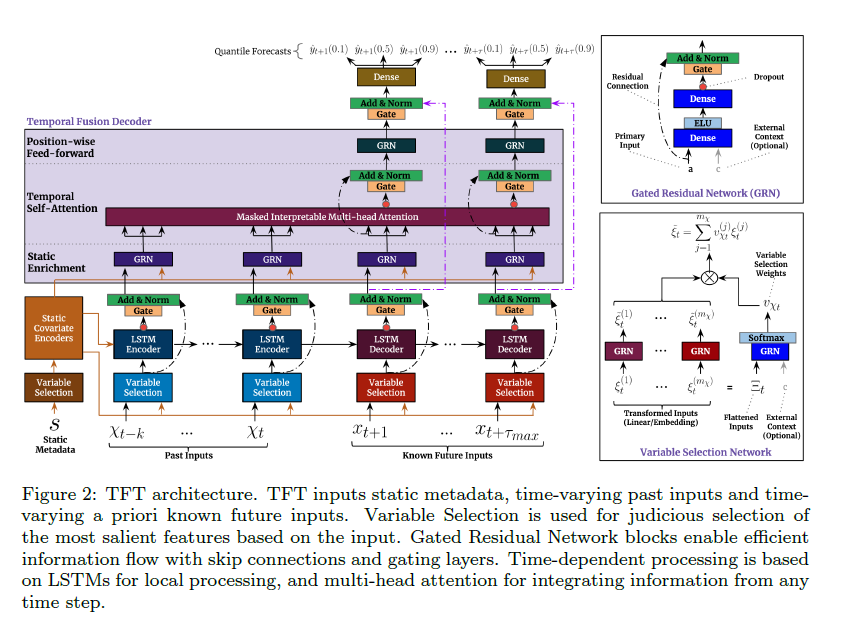 Quantile Forecasts { ŷt+1(0.1) ŷt+1(0.5) ŷt+1(0.9) ... ŷt+τ(0.1) ŷt+τ(0.5) ŷt+τ(0.9)
Dense Dense
Add & Norm Add & Norm
Gate Gate
Temporal Fusion Decoder
Position-wise
Feed-forward
GRN GRN
Add & Norm Add & Norm
Gate Gate
Temporal
Self-Attention
Masked Interpretable Multi-head Attention
Static
Enrichment
GRN GRN GRN GRN
Add & Norm Add & Norm Add & Norm Add & Norm
Gate Gate Gate Gate
Static
Covariate
Encoders
LSTM
Encoder
...
LSTM
Encoder
LSTM
Decoder
...
LSTM
Decoder
Variable
Selection
Variable
Selection
Variable
Selection
Variable
Selection
Variable
Selection
s
Static
Metadata
χt−k ... χt xt+1 ... xt+τmax
Past Inputs Known Future Inputs
Add & Norm
Gate
Residual
Connection
Dropout
Dense
ELU
Dense
Primary
Input
External
Context
(Optional)
a c
Gated Residual Network (GRN)
ξ̃t = ∑ j=1 mχ vχt(j) ξ̃t(j)
Variable
Selection
Weights
vχt
ξ̃t(1) ... ξ̃t(mχ)
Softmax
GRN ... GRN GRN
ξt(1) ... ξt(mχ) = Ξt c
Transformed Inputs
(Linear/Embedding)
Flattened
Inputs
External
Context
(Optional)
Variable Selection Network
Figure 2: TFT architecture. TFT inputs static metadata, time-varying past inputs and time-
varying a priori known future inputs. Variable Selection is used for judicious selection of
the most salient features based on the input. Gated Residual Network blocks enable efficient
information flow with skip connections and gating layers. Time-dependent processing is based
on LSTMs for local processing, and multi-head attention for integrating information from any
time step.